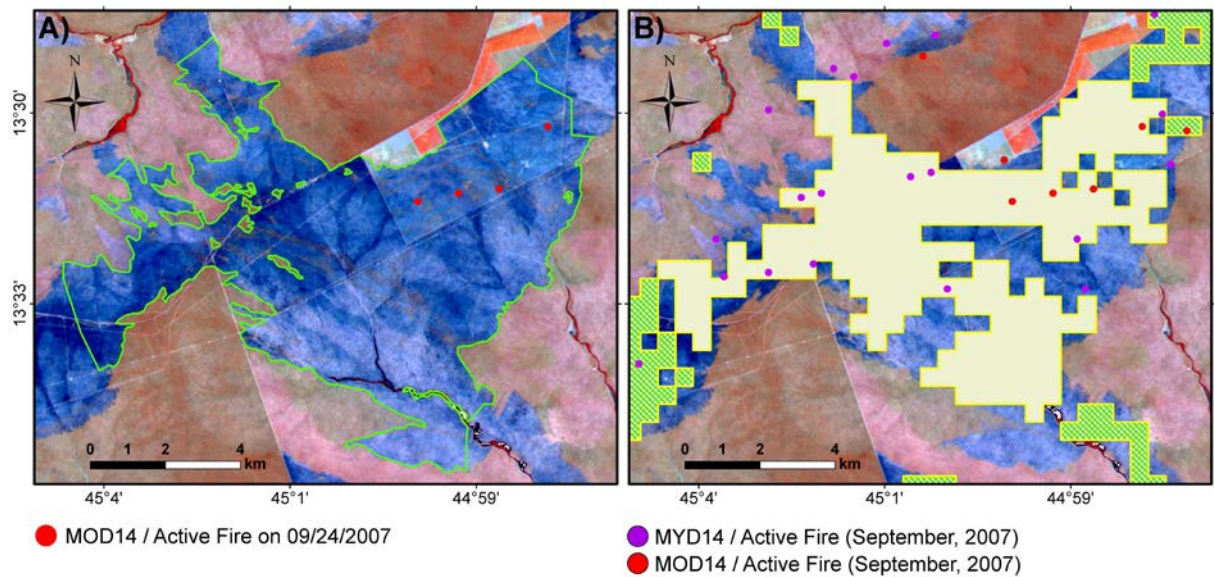 A)
B)
N
N
13°30'
13°33'
0 2 4
km
0 2 4
km
45°4' 45°1' 44°59'
45°4' 45°1' 44°59'
MOD14 / Active Fire on 09/24/2007
MYD14 / Active Fire (September, 2007)
MOD14 / Active Fire (September, 2007)